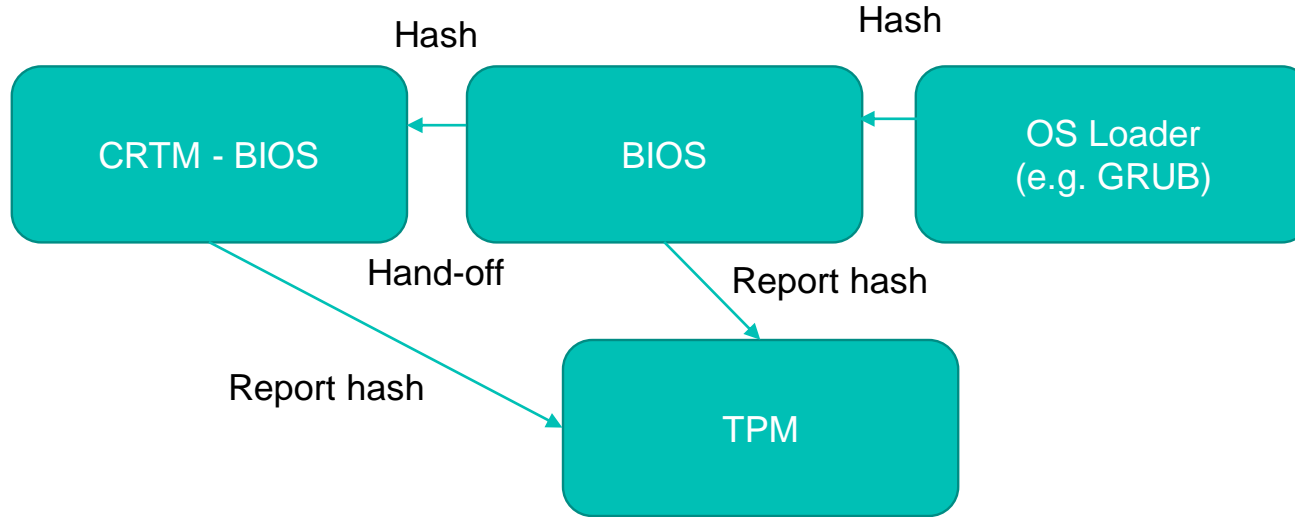 Hash
Hash
CRTM - BIOS
BIOS
OS Loader
(e.g. GRUB)
Hand-off
Report hash
Report hash
TPM